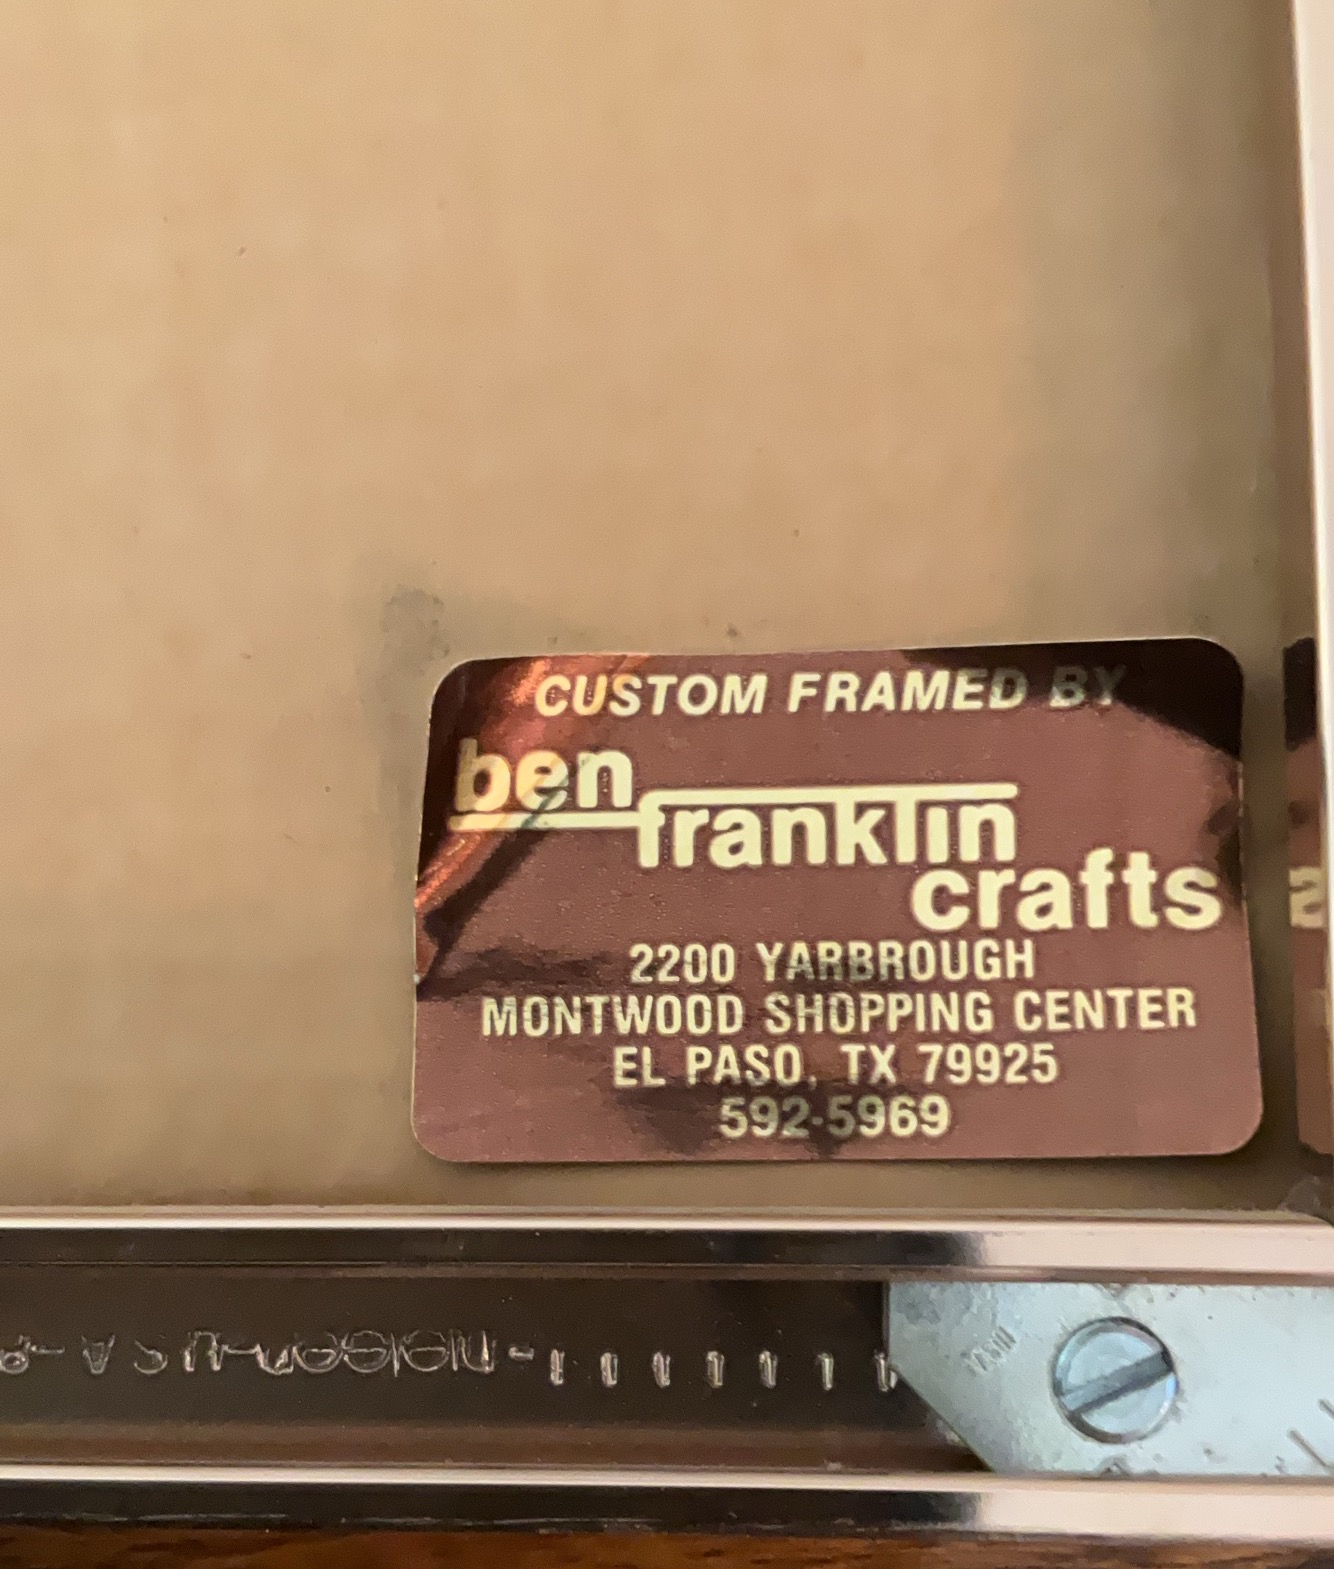 CUSTOM FRAMED BY
ben
franklin
crafts
2200 YARBROUGH
MONTWOOD SHOPPING CENTER
EL PASO, TX 79925
592-5969